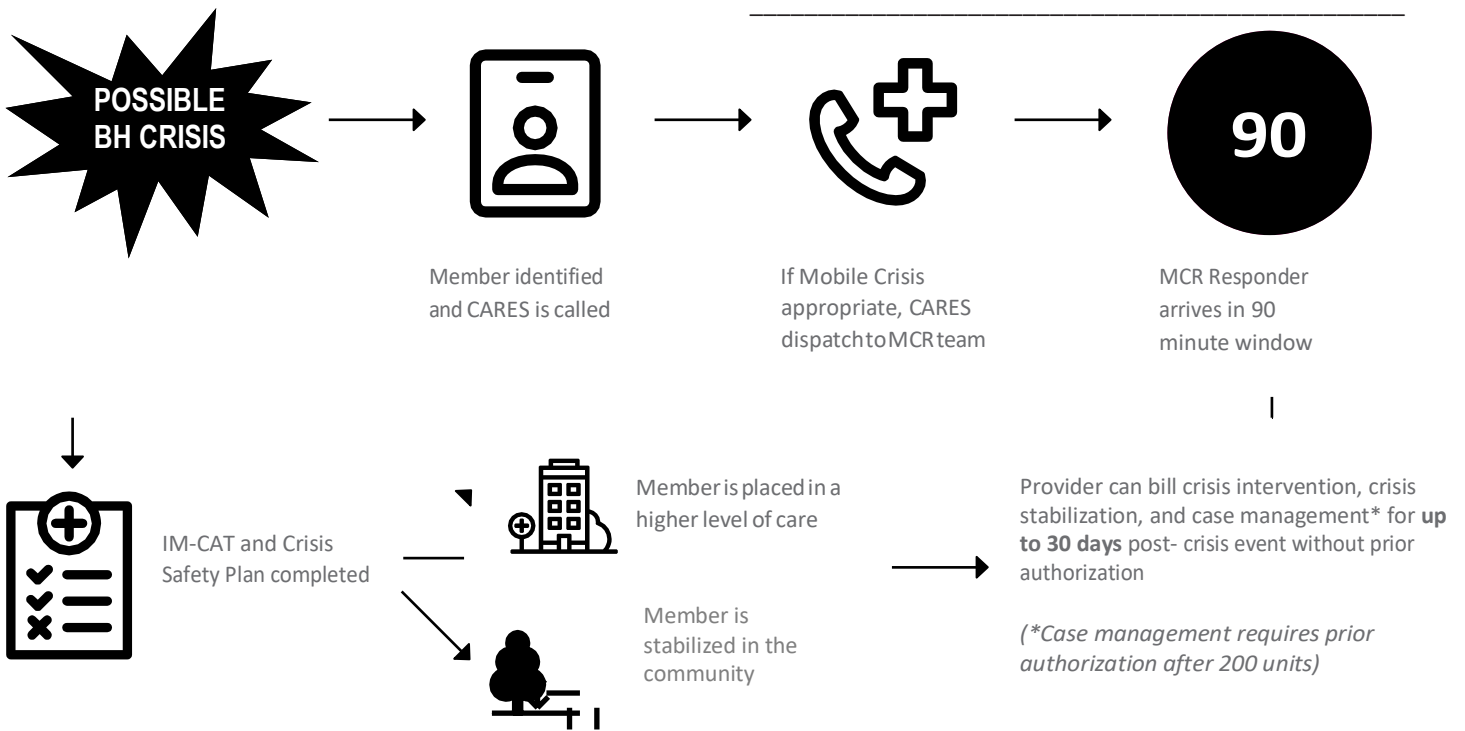 POSSIBLE
BH CRISIS
90
Member identified
and CARES is called
If Mobile Crisis
appropriate, CARES
dispatch to MCR team
MCR Responder
arrives in 90
minute window
IM-CAT and Crisis
Safety Plan completed
Member is placed in a
higher level of care
Member is
stabilized in the
community
Provider can bill crisis intervention, crisis
stabilization, and case management* for up
to 30 days post- crisis event without prior
authorization
(*Case management requires prior
authorization after 200 units)